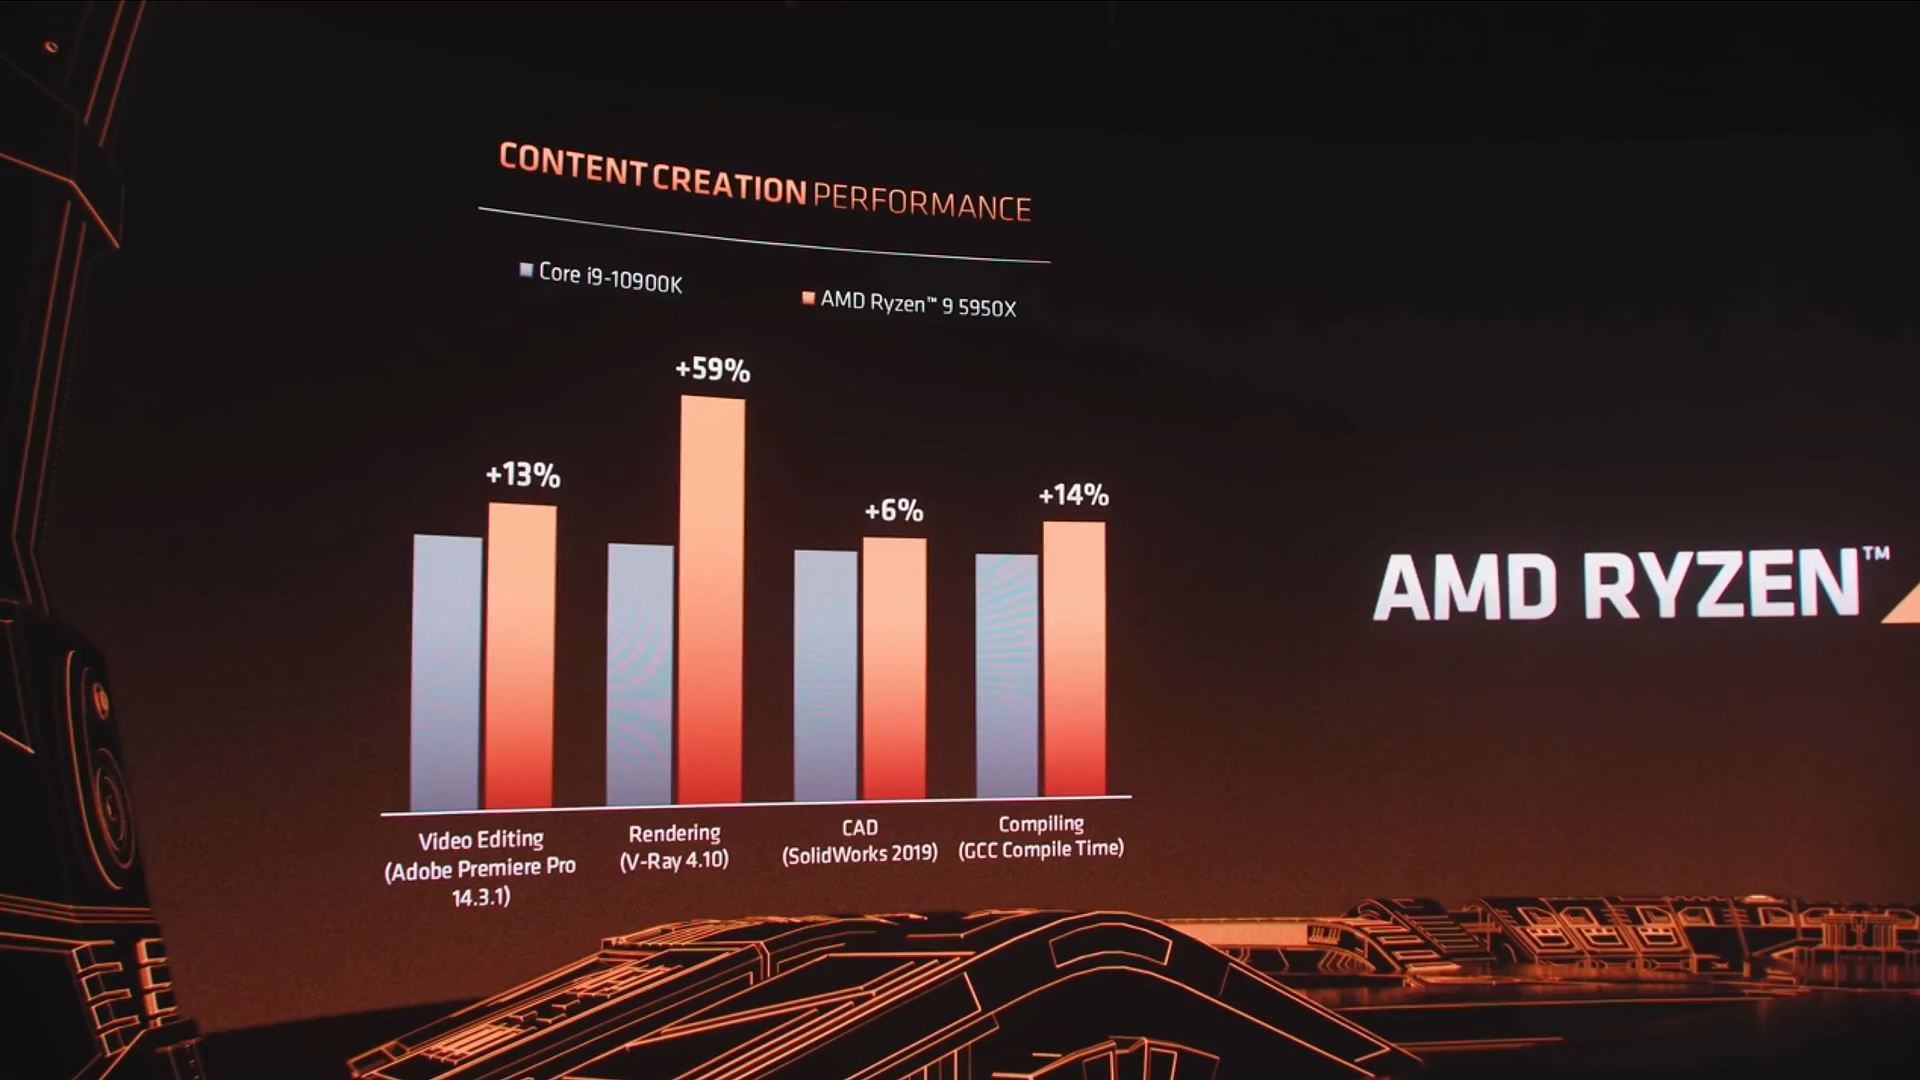 CONTENT CREATION PERFORMANCE
Core i9-10900K
AMD Ryzen™ 9 5950X
+13%
+59%
+6%
+14%
Video Editing
(Adobe Premiere Pro
14.3.1)
Rendering
(V-Ray 4.10)
CAD
(SolidWorks 2019)
Compiling
(GCC Compile Time)
AMD RYZEN™